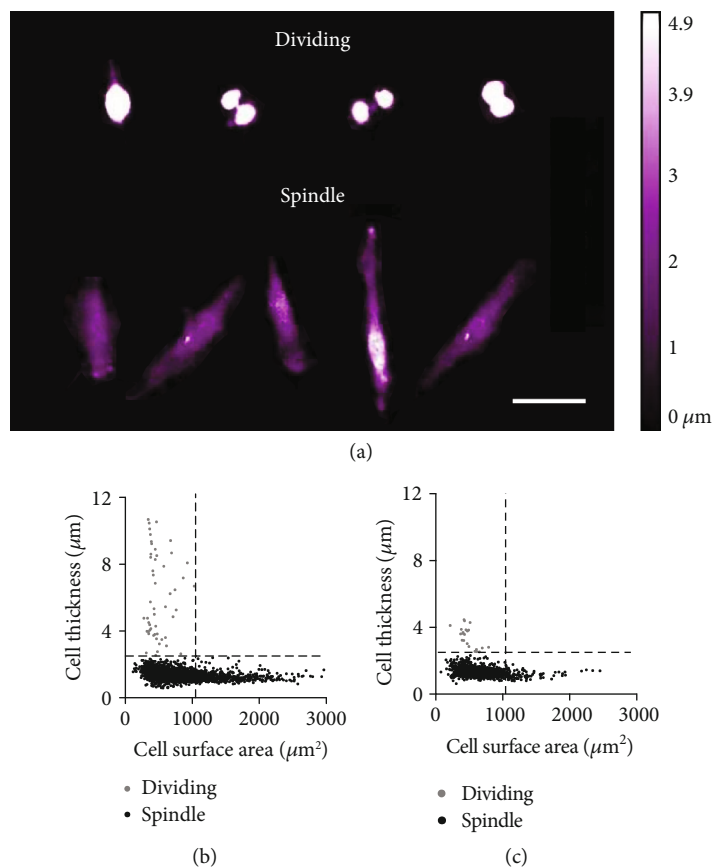 Dividing
Spindle
4.9
3.9
3
2
1
0 μm
(a)
12
8
4
0
Cell thickness (μm)
0 1000 2000 3000
Cell surface area (μm²)
Dividing
Spindle
(b)
12
8
4
0
Cell thickness (μm)
0 1000 2000 3000
Cell surface area (μm²)
Dividing
Spindle
(c)